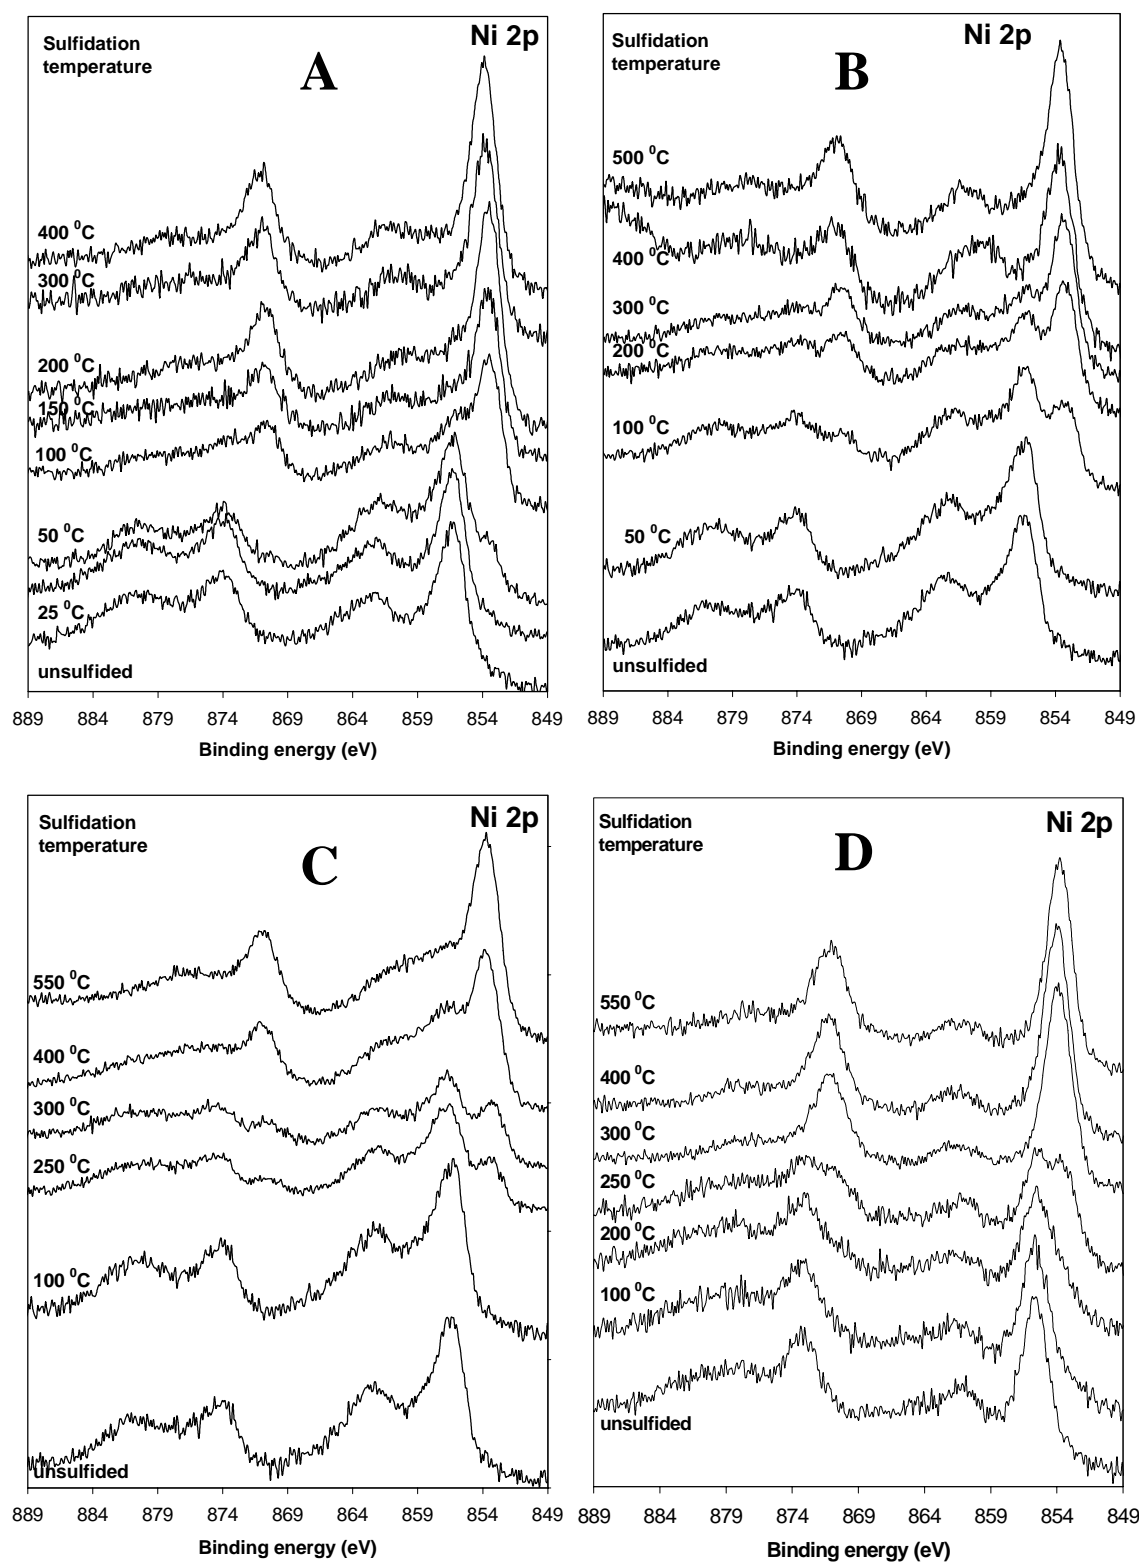 Sulfidation
temperature
Ni 2p
A
400 ⁰C
300 ⁰C
200 ⁰C
150 ⁰C
100 ⁰C
50 ⁰C
25 ⁰C
unsulfided
889 884 879 874 869 864 859 854 849
Binding energy (eV)
Sulfidation
temperature
Ni 2p
B
500 ⁰C
400 ⁰C
300 ⁰C
200 ⁰C
100 ⁰C
50 ⁰C
unsulfided
889 884 879 874 869 864 859 854 849
Binding energy (eV)
Sulfidation
temperature
Ni 2p
C
550 ⁰C
400 ⁰C
300 ⁰C
250 ⁰C
100 ⁰C
unsulfided
889 884 879 874 869 864 859 854 849
Binding energy (eV)
Sulfidation
temperature
Ni 2p
D
550 ⁰C
400 ⁰C
300 ⁰C
250 ⁰C
200 ⁰C
100 ⁰C
unsulfided
889 884 879 874 869 864 859 854 849
Binding energy (eV)